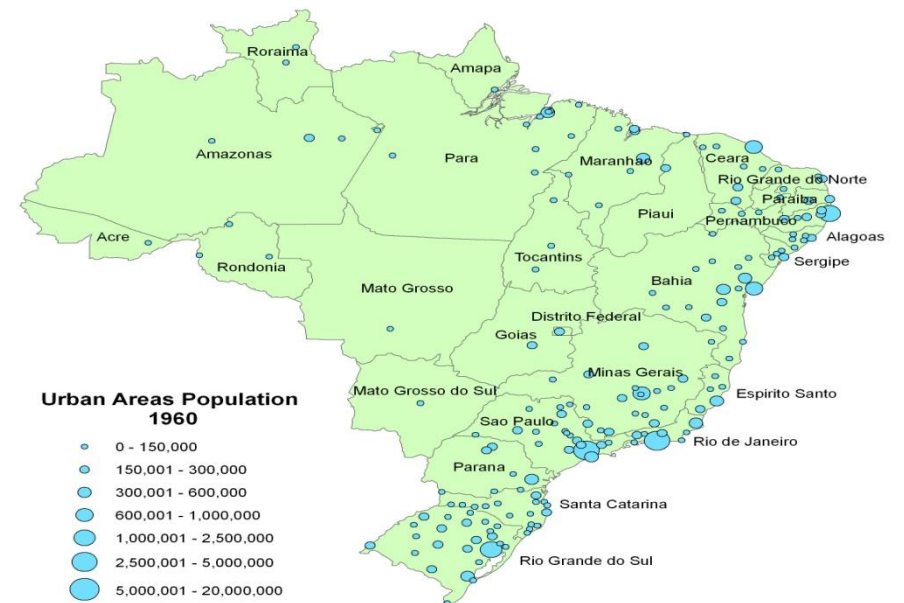 Roraima
Amapa
Amazonas
Para
Maranhao
Ceara
Rio Grande do Norte
Paraiba
Piaui
Pernambuco
Acre
Alagoas
Rondonia
Tocantins
Sergipe
Mato Grosso
Bahia
Distrito Federal
Goias
Minas Gerais
Mato Grosso do Sul
Espirito Santo
Urban Areas Population
1960
Sao Paulo
Rio de Janeiro
0 - 150,000
Parana
150,001 - 300,000
300,001 - 600,000
Santa Catarina
600,001 - 1,000,000
1,000,001 - 2,500,000
2,500,001 - 5,000,000
Rio Grande do Sul
5,000,001 - 20,000,000